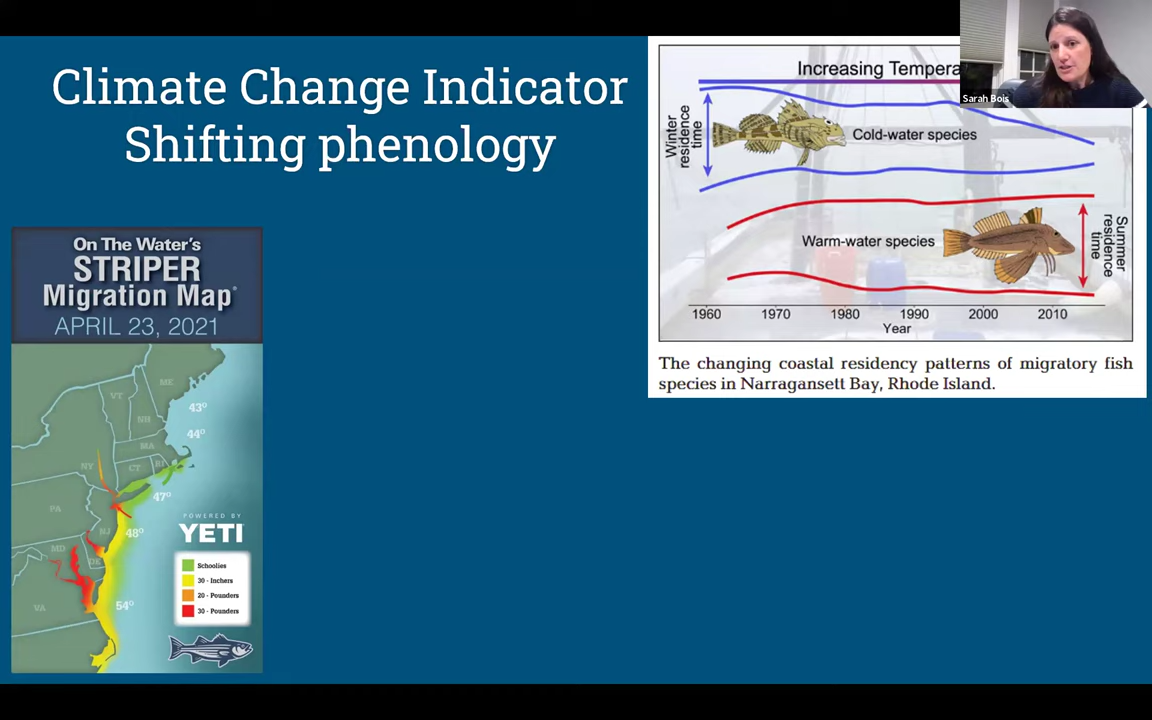 Climate Change Indicator
Shifting phenology
On The Water's
STRIPER
Migration Map®
APRIL 23, 2021
ME
VT
NH
43°
44°
MA
NY
CT
RI
47°
PA
NJ
48°
MD
DE
VA
54°
POWERED BY
YETI
Schoolies
30 - Inchers
20 - Pounders
30 - Pounders
Increasing Tempera
Winter
residence
time
Cold-water species
Warm-water species
Summer
residence
time
1960 1970 1980 1990 2000 2010
Year
The changing coastal residency patterns of migratory fish
species in Narragansett Bay, Rhode Island.
Sarah Bois